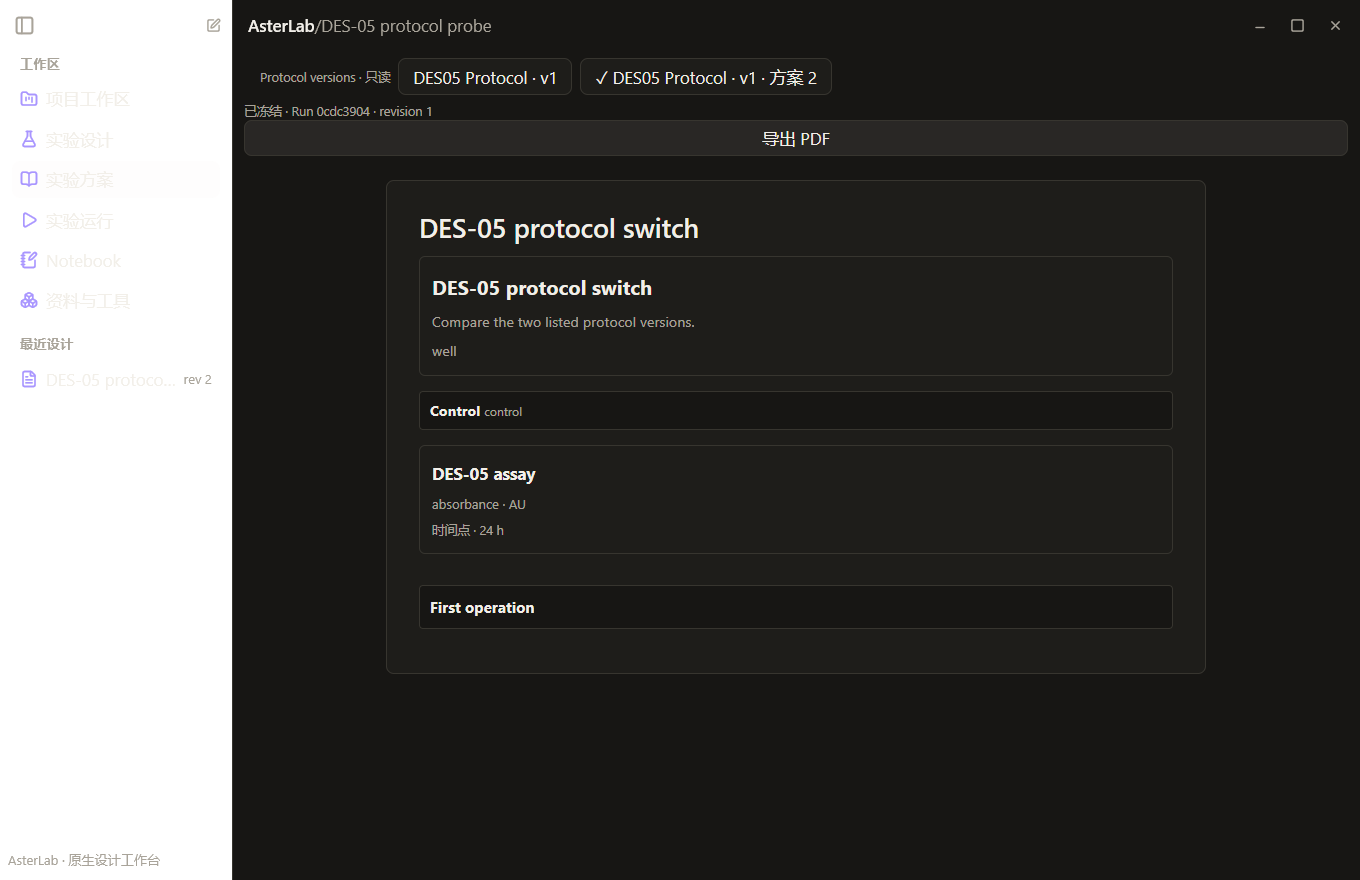 工作区
项目工作区
实验设计
实验方案
实验运行
Notebook
资料与工具
最近设计
DES-05 protoco... rev 2
AsterLab · 原生设计工作台
AsterLab/DES-05 protocol probe
Protocol versions · 只读 DES05 Protocol · v1 ✓ DES05 Protocol · v1 · 方案 2
已冻结 · Run 0cdc3904 · revision 1
导出 PDF
DES-05 protocol switch
DES-05 protocol switch
Compare the two listed protocol versions.
well
Control control
DES-05 assay
absorbance · AU
时间点 · 24 h
First operation